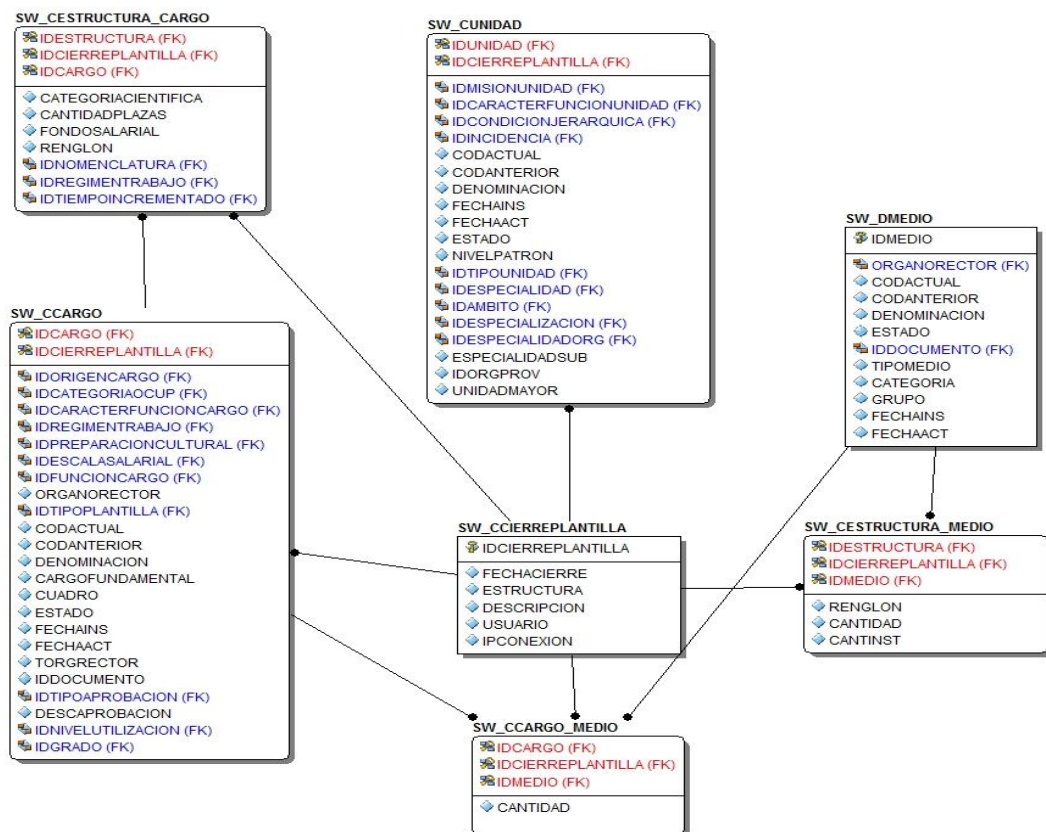 SW_CESTRUCTURA_CARGO
IDESTRUCTURA (FK)
IDCIERREPLANTILLA (FK)
IDCARGO (FK)
CATEGORIACIENTIFICA
CANTIDADPLAZAS
FONDOSALARIAL
RENGLON
IDNOMENCLATURA (FK)
IDREGIMENTRABAJO (FK)
IDTIEMPOINCREMENTADO (FK)
SW_CUNIDAD
IDUNIDAD (FK)
IDCIERREPLANTILLA (FK)
IDMISIONUNIDAD (FK)
IDCARACTERFUNCIONUNIDAD (FK)
IDCONDICIONJERARQUICA (FK)
IDINCIDENCIA (FK)
CODACTUAL
CODANTERIOR
DENOMINACION
FECHAINS
FECHAACT
ESTADO
NIVELPATRON
IDTIPOUNIDAD (FK)
IDESPECIALIDAD (FK)
IDAMBITO (FK)
IDESPECIALIZACION (FK)
IDESPECIALIDADORG (FK)
ESPECIALIDADSUB
IDORGPROV
UNIDADMAYOR
SW_DMEDIO
IDMEDIO
ORGANORECTOR (FK)
CODACTUAL
CODANTERIOR
DENOMINACION
ESTADO
IDDOCUMENTO (FK)
TIPOMEDIO
CATEGORIA
GRUPO
FECHAINS
FECHAACT
SW_CCARGO
IDCARGO (FK)
IDCIERREPLANTILLA (FK)
IDORIGENCARGO (FK)
IDCATEGORIAOCUP (FK)
IDCARACTERFUNCIONCARGO (FK)
IDREGIMENTRABAJO (FK)
IDPREPARACIONCULTURAL (FK)
IDESCALASALARIAL (FK)
IDFUNCIONCARGO (FK)
ORGANORECTOR
IDTIPOPLANTILLA (FK)
CODACTUAL
CODANTERIOR
DENOMINACION
CARGOFUNDAMENTAL
CUADRO
ESTADO
FECHAINS
FECHAACT
TORGRECTOR
IDDOCUMENTO
IDTIPOAPROBACION (FK)
DESCAPROBACION
IDNIVELUTILIZACION (FK)
IDGRADO (FK)
SW_CCIERREPLANTILLA
IDCIERREPLANTILLA
FECHACIERRE
ESTRUCTURA
DESCRIPCION
USUARIO
IPCONEXION
SW_CESTRUCTURA_MEDIO
IDESTRUCTURA (FK)
IDCIERREPLANTILLA (FK)
IDMEDIO (FK)
RENGLON
CANTIDAD
CANTINST
SW_CCARGO_MEDIO
IDCARGO (FK)
IDCIERREPLANTILLA (FK)
IDMEDIO (FK)
CANTIDAD